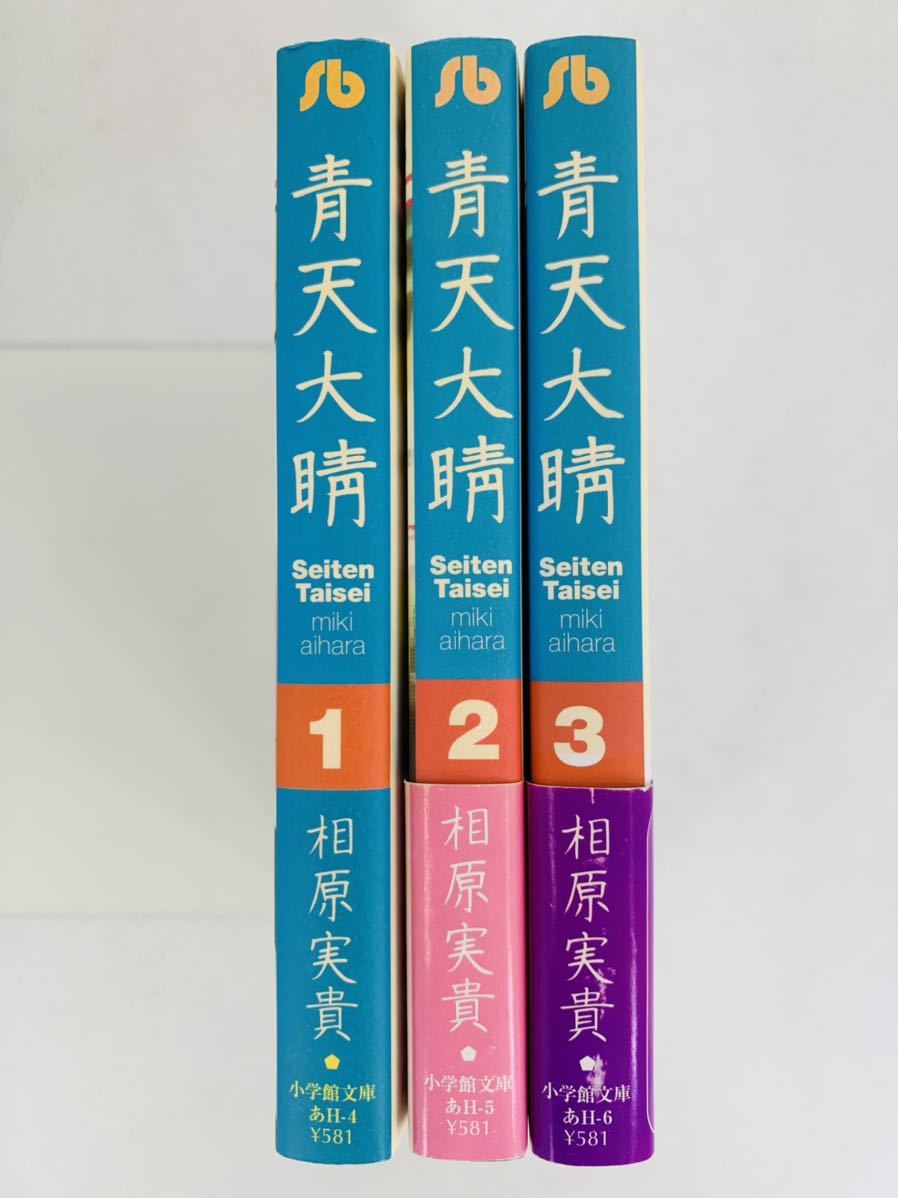 Sb
青天大晴
Seiten
Taisei
miki
aihara
1
相原実貴
小学館文庫
あH-4
¥581
Sb
青天大晴
Seiten
Taisei
miki
aihara
2
相原実貴
小学館文庫
あH-5
¥581
Sb
青天大晴
Seiten
Taisei
miki
aihara
3
相原実貴
小学館文庫
あH-6
¥581